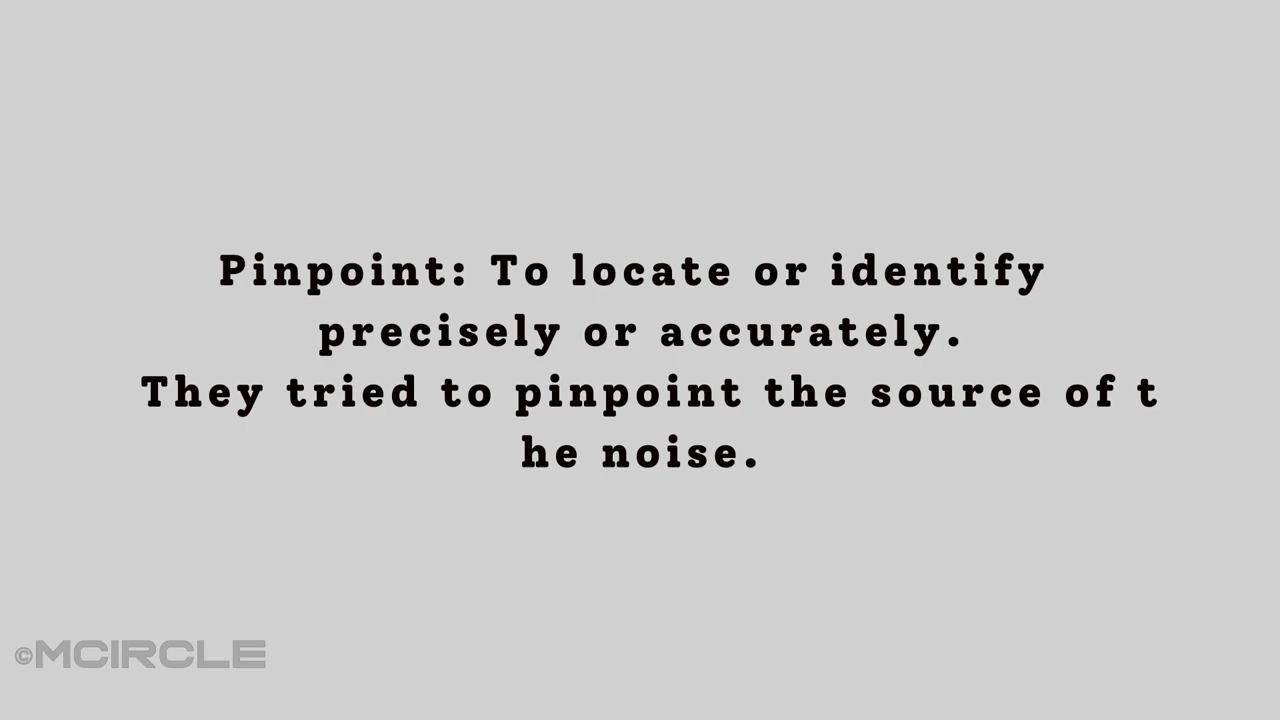 Pinpoint: To locate or identify
precisely or accurately.
They tried to pinpoint the source of t
he noise.
©MCIRCLE